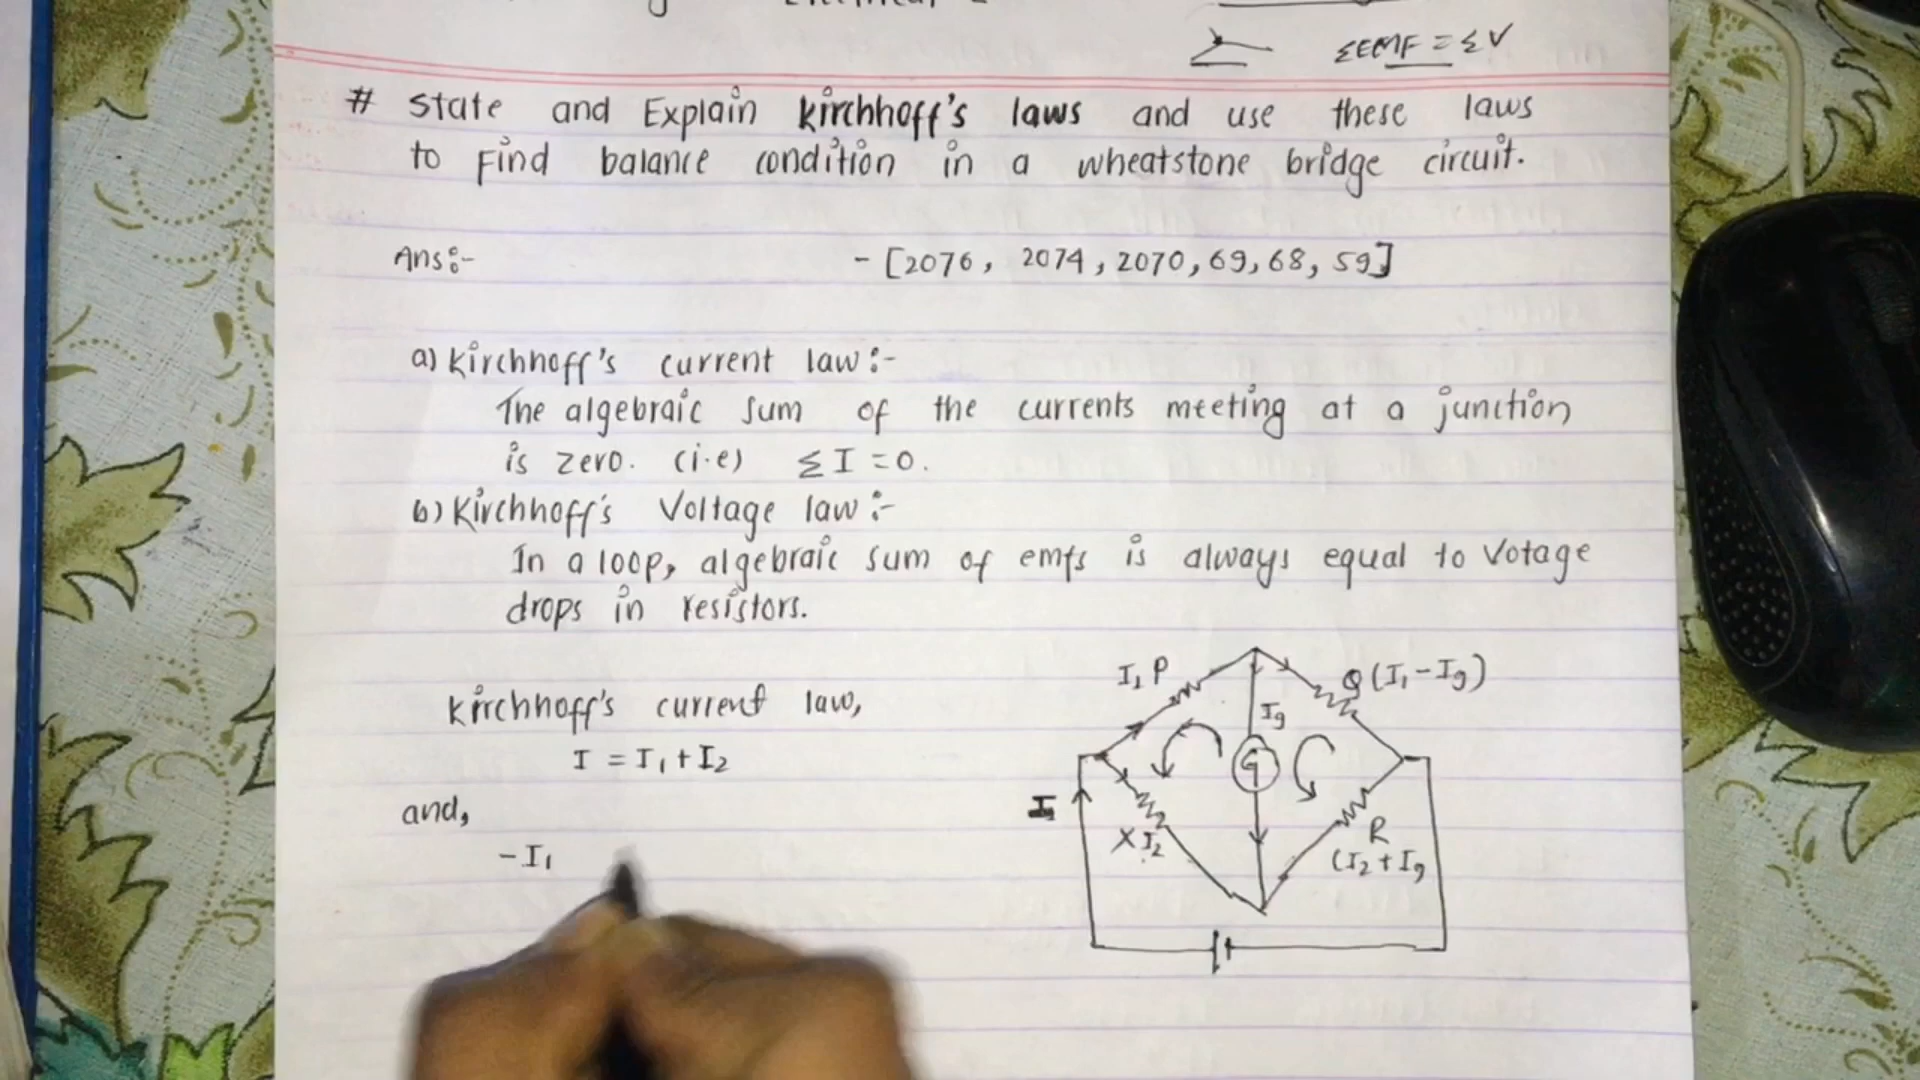 ΣEMF = ΣV
# State and Explain Kirchhoff's laws and use these laws
to Find balance condition in a wheatstone bridge circuit.
Ans:-
- [2076, 2074, 2070, 69, 68, 59]
a) Kirchhoff's current law :-
The algebraic sum of the currents meeting at a junction
is zero. (i.e) ΣI = 0.
b) Kirchhoff's Voltage law :-
In a loop, algebraic sum of emfs is always equal to Votage
drops in resistors.
Kirchhoff's current law,
I = I₁ + I₂
and,
-I₁
I₁ P
Q (I₁ - Ig)
Ig
G
I
X I₂
R
(I₂ + Ig